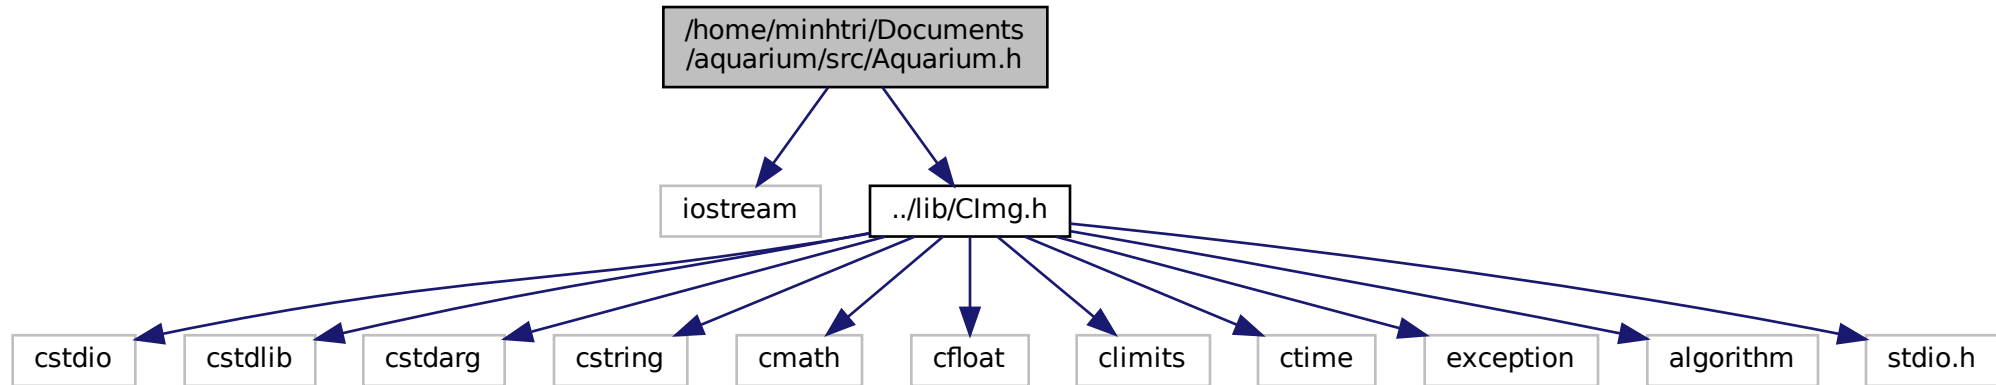 /home/minhtri/Documents
/aquarium/src/Aquarium.h
iostream
../lib/CImg.h
cstdio
cstdlib
cstdarg
cstring
cmath
cfloat
climits
ctime
exception
algorithm
stdio.h